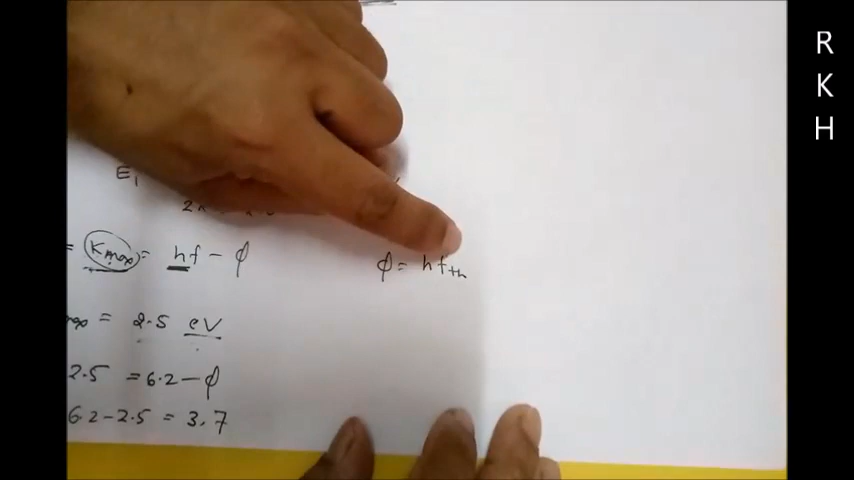 E₁
= Kmax = hf - φ
φ = hfth
= 2.5 eV
2.5 = 6.2 - φ
6.2 - 2.5 = 3.7
R
K
H